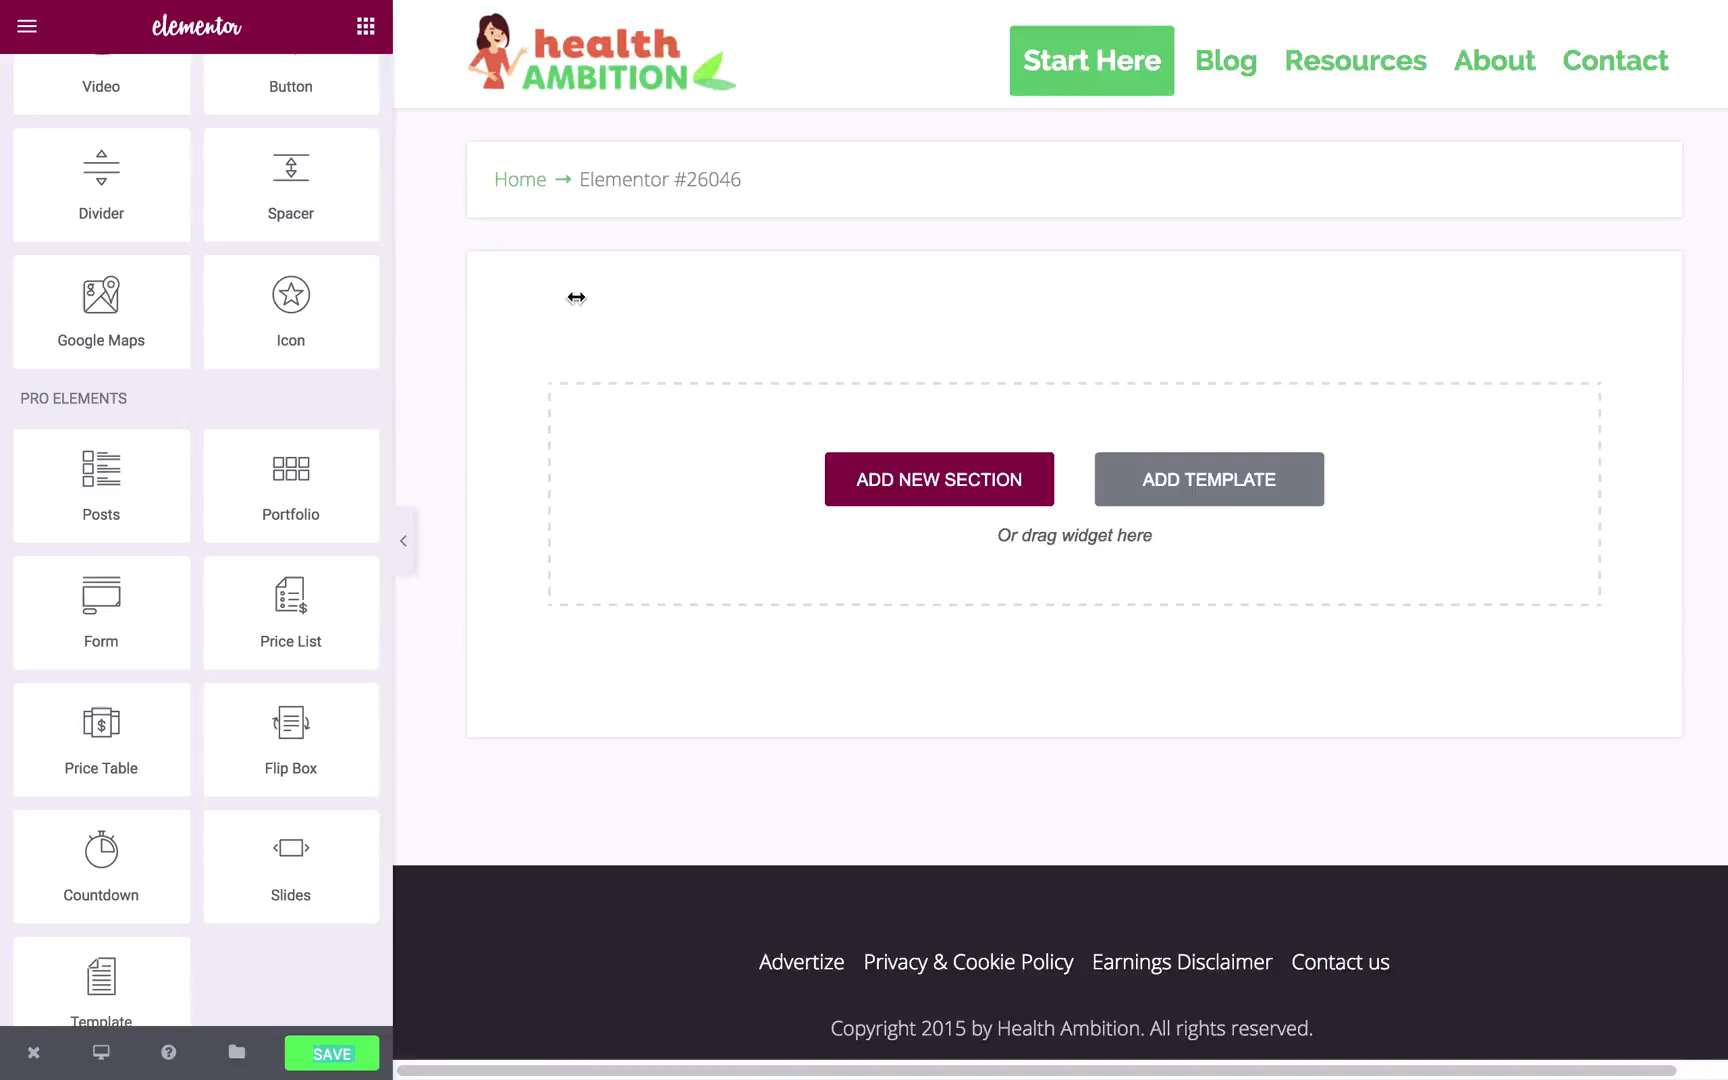 elementor
Video
Button
Divider
Spacer
Google Maps
Icon
PRO ELEMENTS
Posts
Portfolio
Form
Price List
Price Table
Flip Box
Countdown
Slides
Template
SAVE
health
AMBITION
Start Here
Blog
Resources
About
Contact
Home → Elementor #26046
ADD NEW SECTION
ADD TEMPLATE
Or drag widget here
Advertize
Privacy & Cookie Policy
Earnings Disclaimer
Contact us
Copyright 2015 by Health Ambition. All rights reserved.